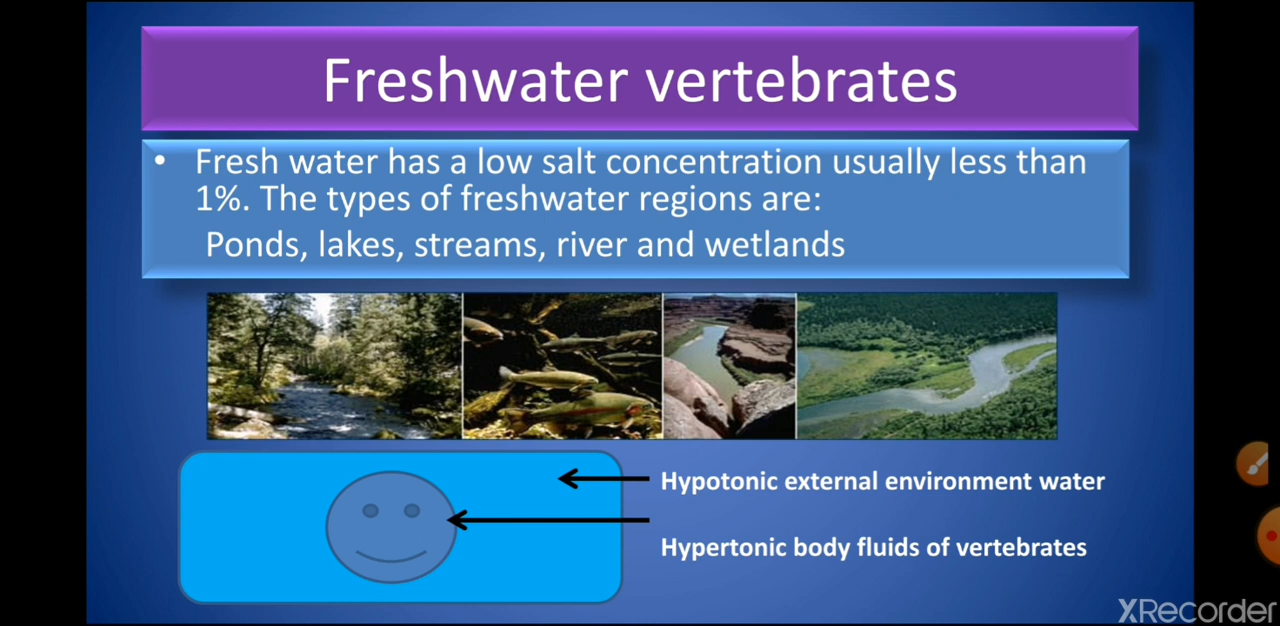 Freshwater vertebrates
• Fresh water has a low salt concentration usually less than
1%. The types of freshwater regions are:
Ponds, lakes, streams, river and wetlands
Hypotonic external environment water
Hypertonic body fluids of vertebrates
XRecorder